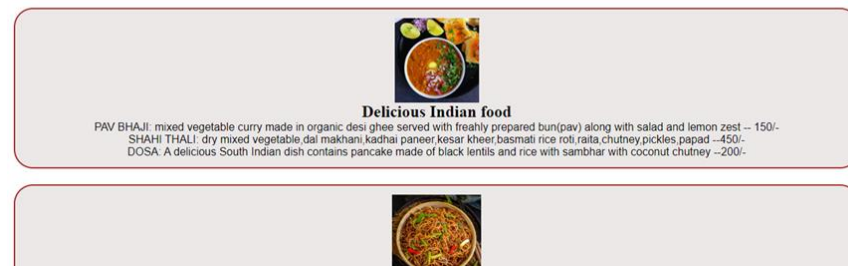 Delicious Indian food
PAV BHAJI: mixed vegetable curry made in organic desi ghee served with freahly prepared bun(pav) along with salad and lemon zest -- 150/-
SHAHI THALI: dry mixed vegetable,dal makhani,kadhai paneer,kesar kheer,basmati rice roti,raita,chutney,pickles,papad --450/-
DOSA: A delicious South Indian dish contains pancake made of black lentils and rice with sambhar with coconut chutney --200/-